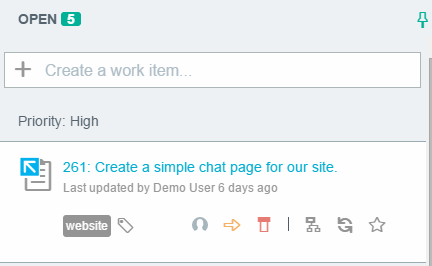 OPEN 5
Create a work item...
Priority: High
261: Create a simple chat page for our site.
Last updated by Demo User 6 days ago
website